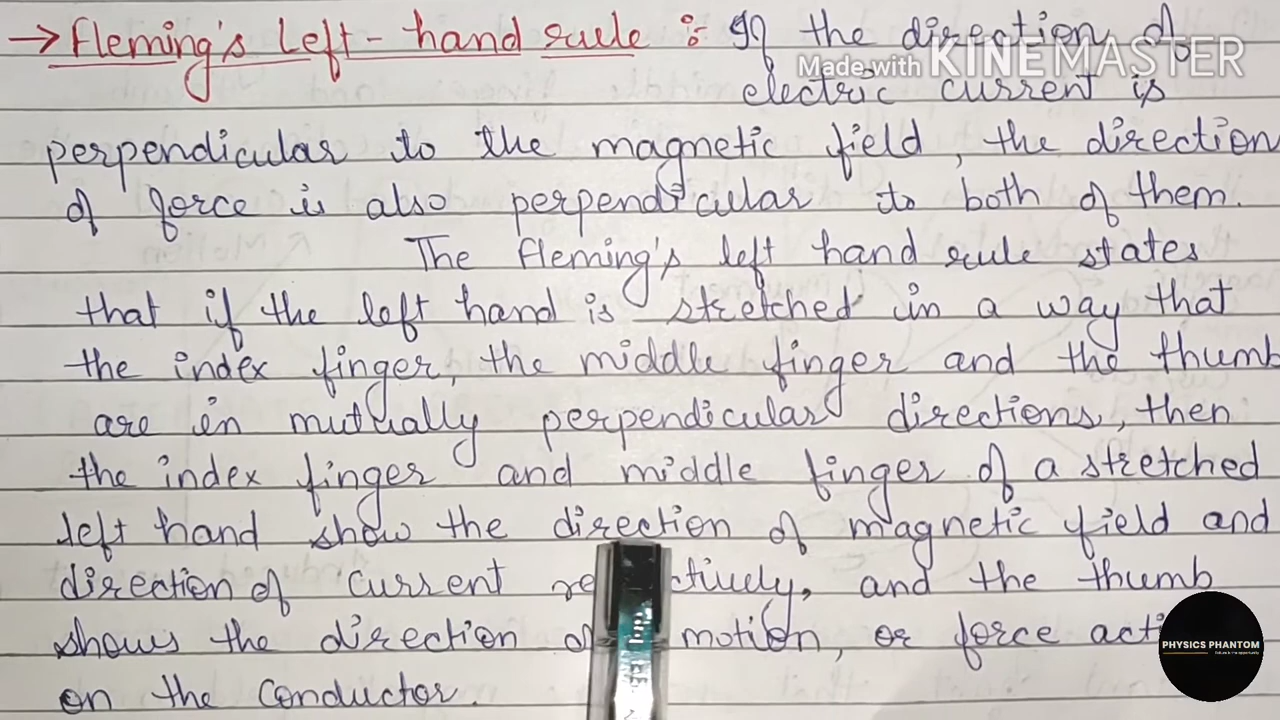 → Fleming's Left-hand rule : If the direction of
Made with KINEMASTER
electric current is
perpendicular to the magnetic field, the direction
of force is also perpendicular to both of them.
The Fleming's left hand rule states
that if the left hand is stretched in a way that
the index finger, the middle finger and the thumb
are in mutually perpendicular directions, then
the index finger and middle finger of a stretched
left hand show the direction of magnetic field and
direction of current re ctively, and the thumb
shows the direction of motion, or force acti
PHYSICS PHANTOM
on the conductor.